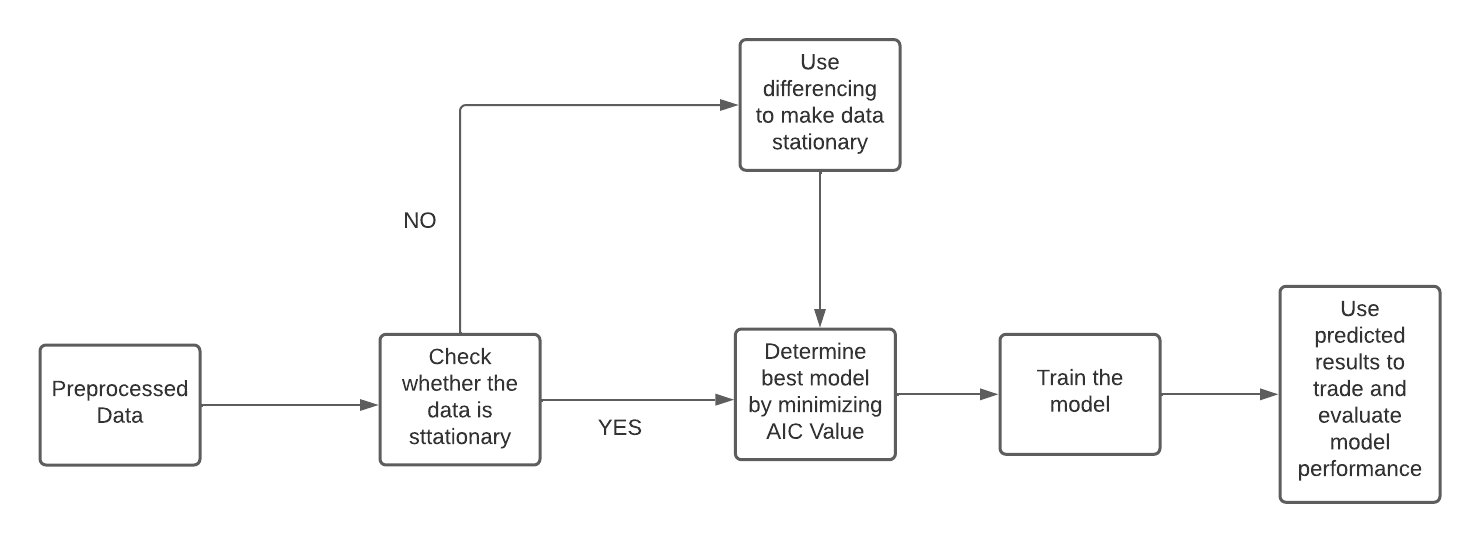 Use
differencing
to make data
stationary
NO
Preprocessed
Data
Check
whether the
data is
sttationary
YES
Determine
best model
by minimizing
AIC Value
Train the
model
Use
predicted
results to
trade and
evaluate
model
performance